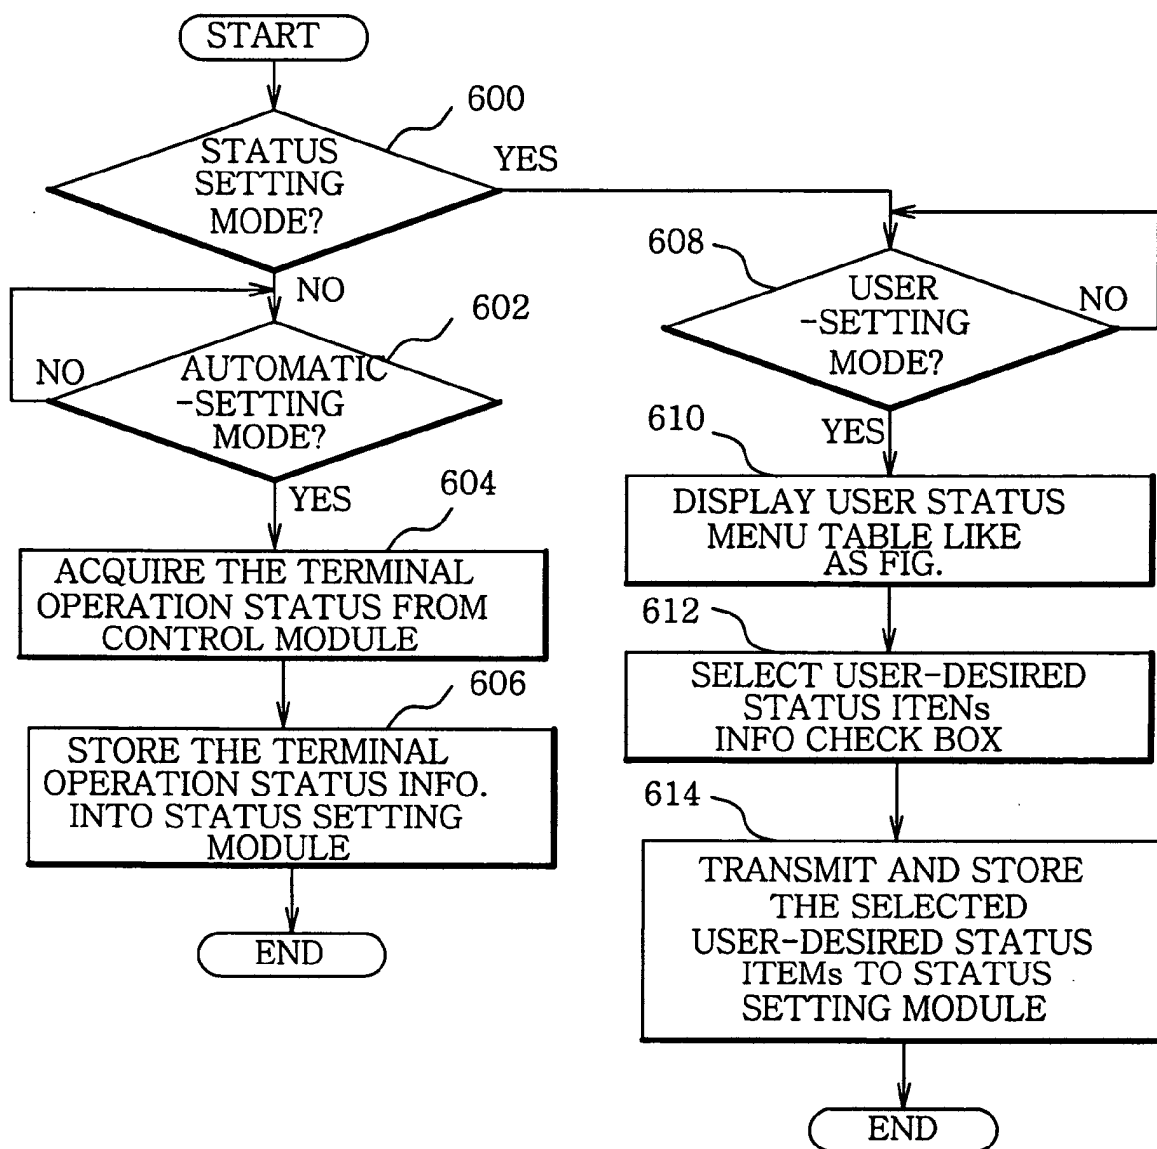 START
600
STATUS
SETTING
MODE?
YES
NO
602
AUTOMATIC
-SETTING
MODE?
NO
YES
604
ACQUIRE THE TERMINAL
OPERATION STATUS FROM
CONTROL MODULE
606
STORE THE TERMINAL
OPERATION STATUS INFO.
INTO STATUS SETTING
MODULE
END
608
USER
-SETTING
MODE?
NO
YES
610
DISPLAY USER STATUS
MENU TABLE LIKE
AS FIG.
612
SELECT USER-DESIRED
STATUS ITENs
INFO CHECK BOX
614
TRANSMIT AND STORE
THE SELECTED
USER-DESIRED STATUS
ITEMs TO STATUS
SETTING MODULE
END